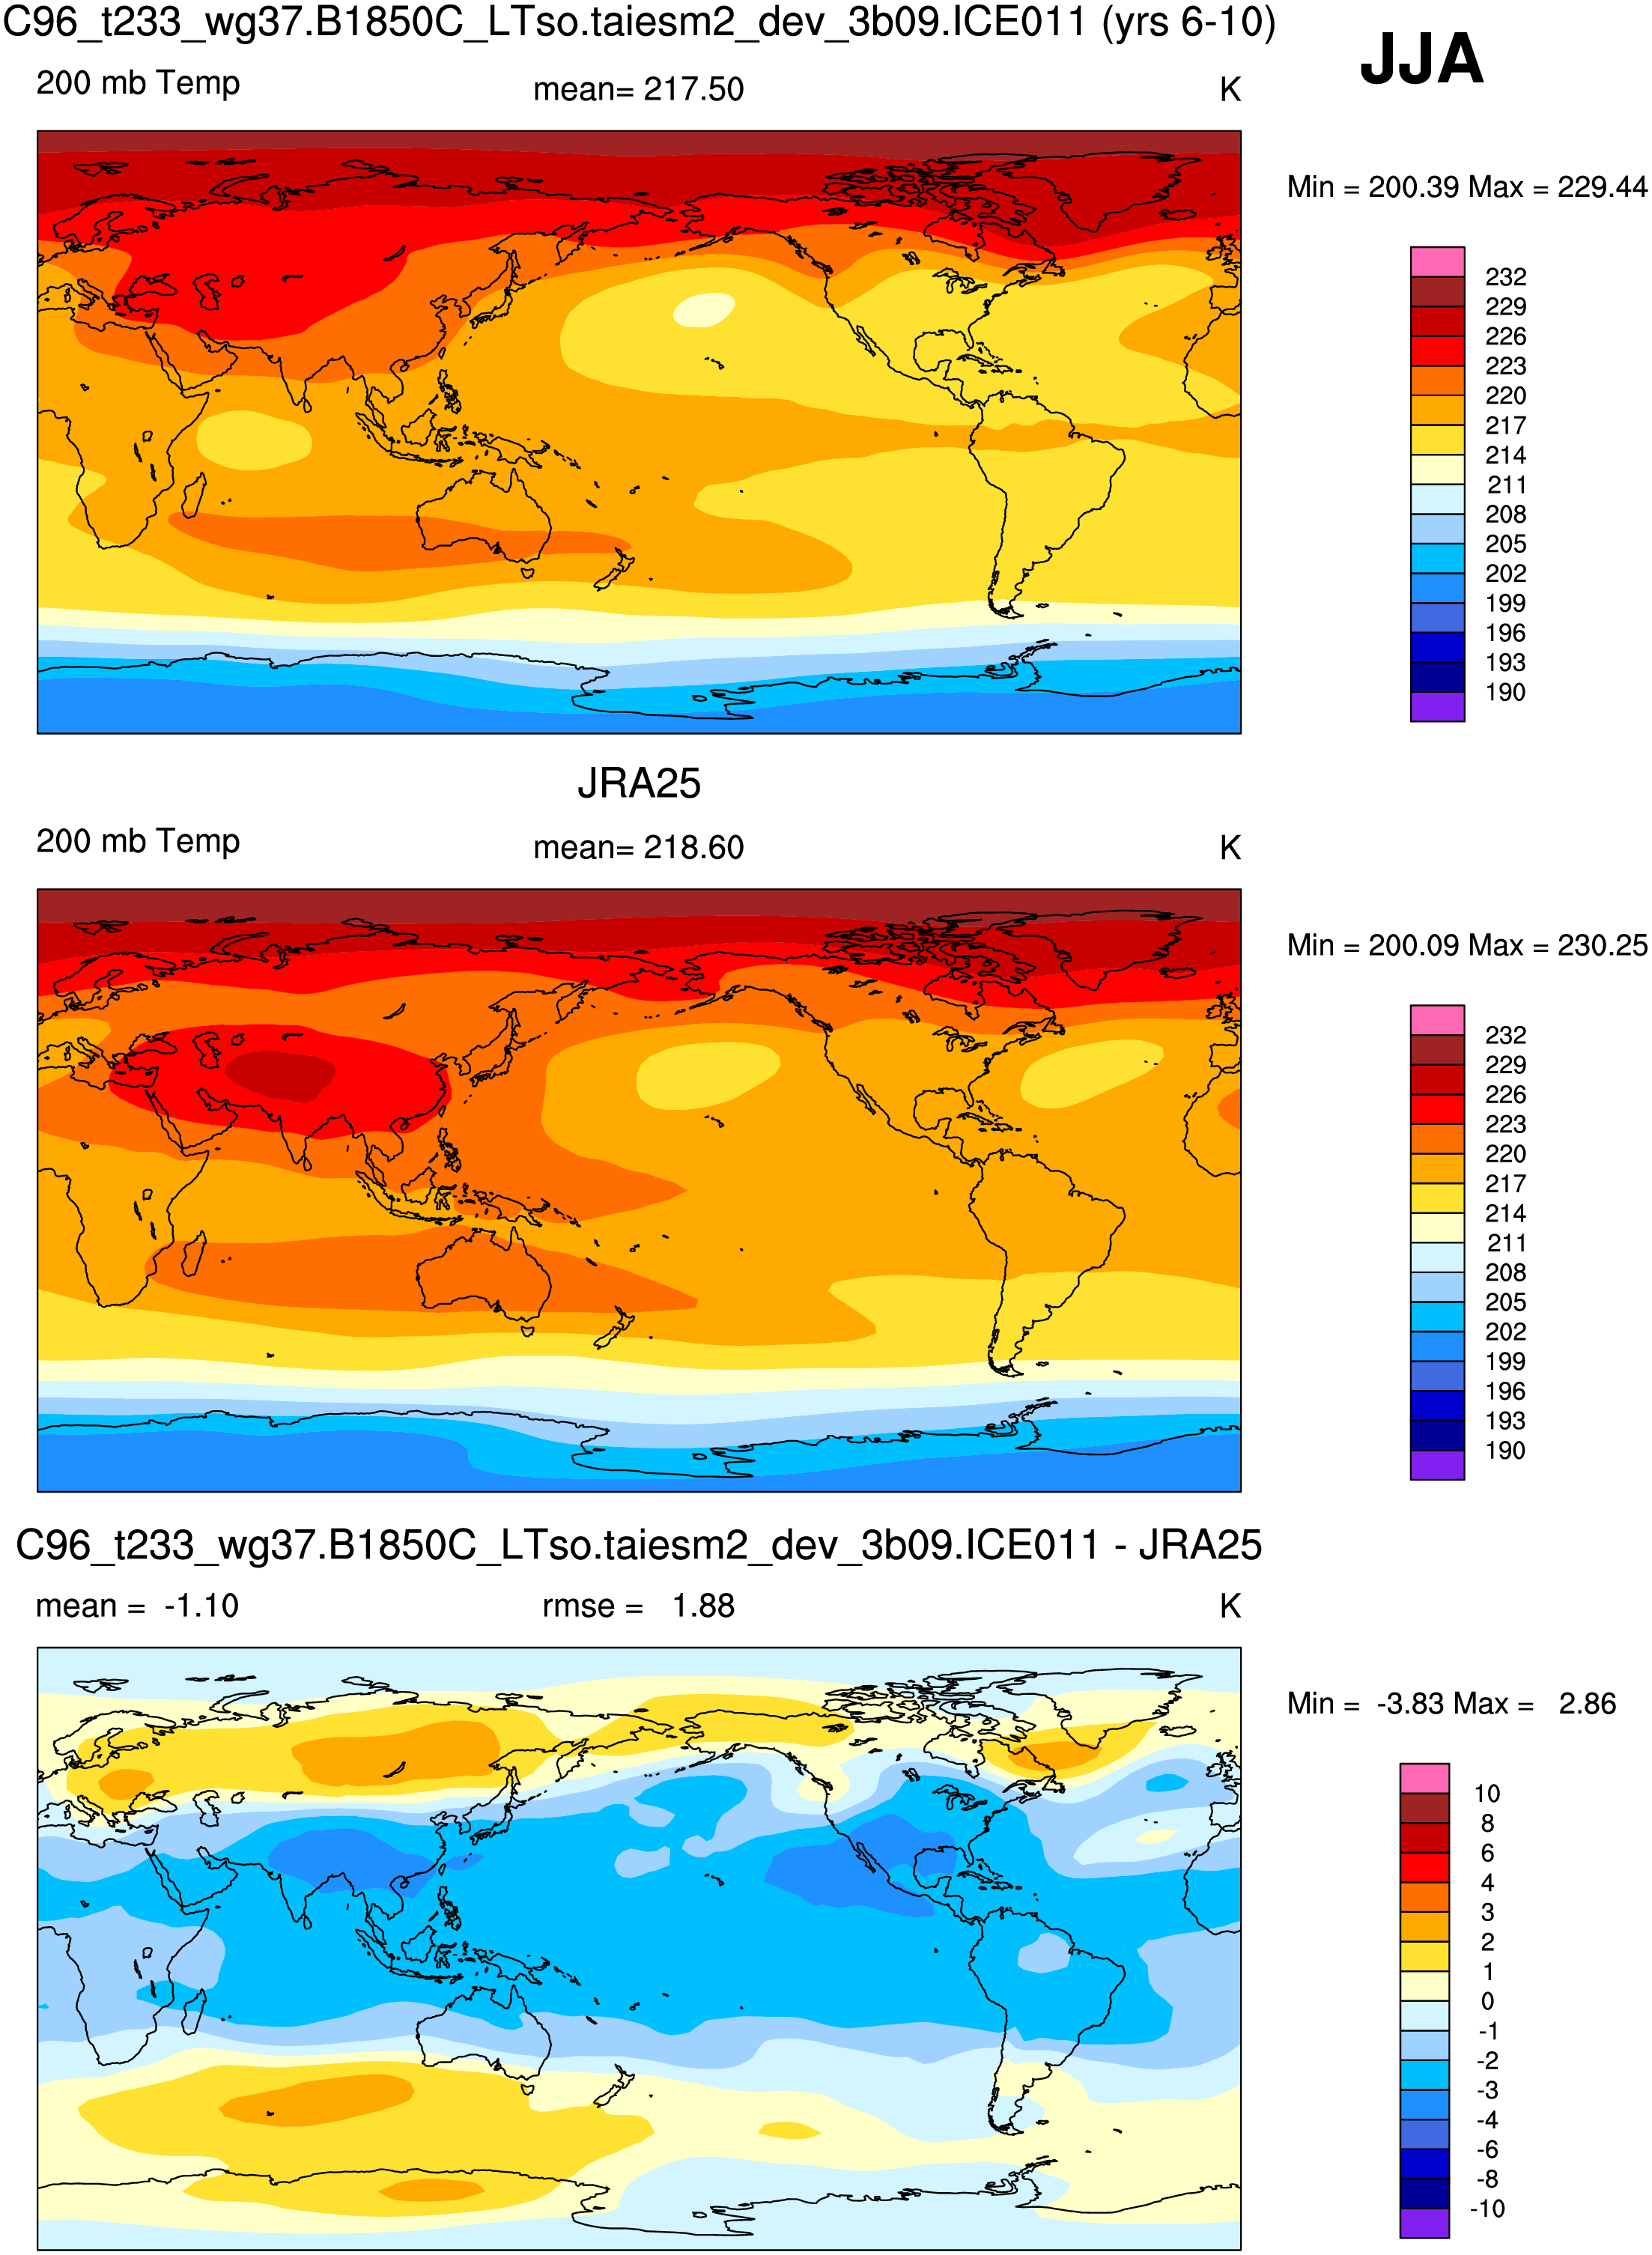 C96_t233_wg37.B1850C_LTso.taiesm2_dev_3b09.ICE011 (yrs 6-10)
JJA
200 mb Temp
mean= 217.50
K
Min = 200.39 Max = 229.44
232
229
226
223
220
217
214
211
208
205
202
199
196
193
190
JRA25
200 mb Temp
mean= 218.60
K
Min = 200.09 Max = 230.25
232
229
226
223
220
217
214
211
208
205
202
199
196
193
190
C96_t233_wg37.B1850C_LTso.taiesm2_dev_3b09.ICE011 - JRA25
mean = -1.10
rmse = 1.88
K
Min = -3.83 Max = 2.86
10
8
6
4
3
2
1
0
-1
-2
-3
-4
-6
-8
-10